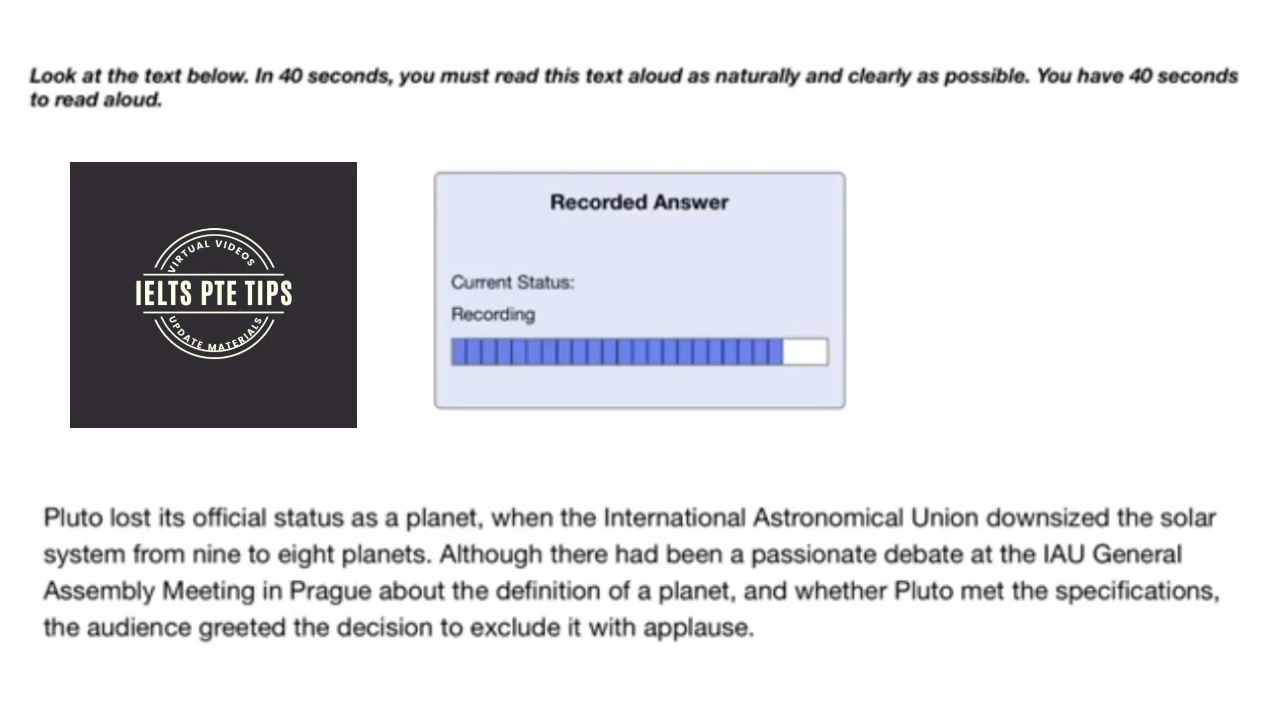 Look at the text below. In 40 seconds, you must read this text aloud as naturally and clearly as possible. You have 40 seconds
to read aloud.
VIRTUAL VIDEOS
IELTS PTE TIPS
UPDATE MATERIALS
Recorded Answer
Current Status:
Recording
Pluto lost its official status as a planet, when the International Astronomical Union downsized the solar
system from nine to eight planets. Although there had been a passionate debate at the IAU General
Assembly Meeting in Prague about the definition of a planet, and whether Pluto met the specifications,
the audience greeted the decision to exclude it with applause.